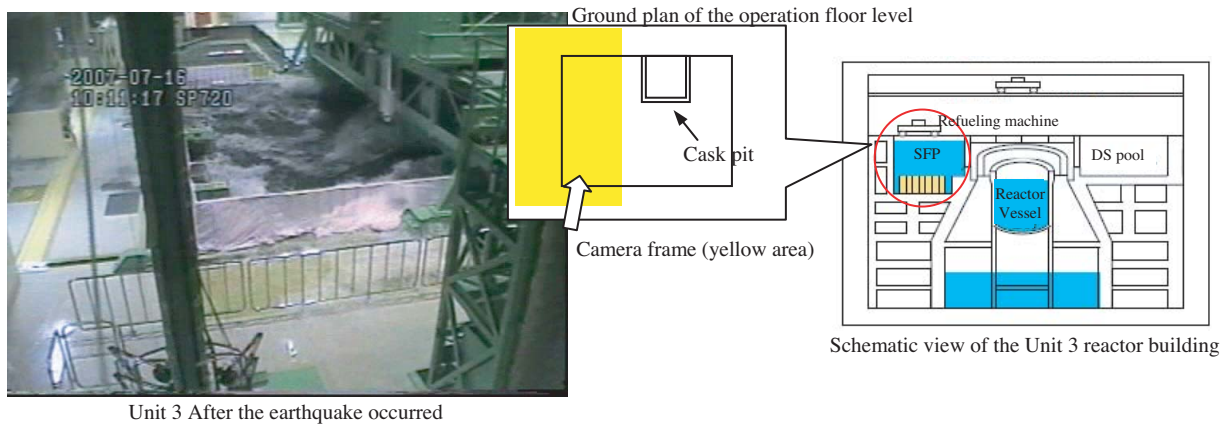 Ground plan of the operation floor level
2007-07-16
10:11:17 SP720
Cask pit
Camera frame (yellow area)
Refueling machine
SFP
DS pool
Reactor
Vessel
Schematic view of the Unit 3 reactor building
Unit 3 After the earthquake occurred